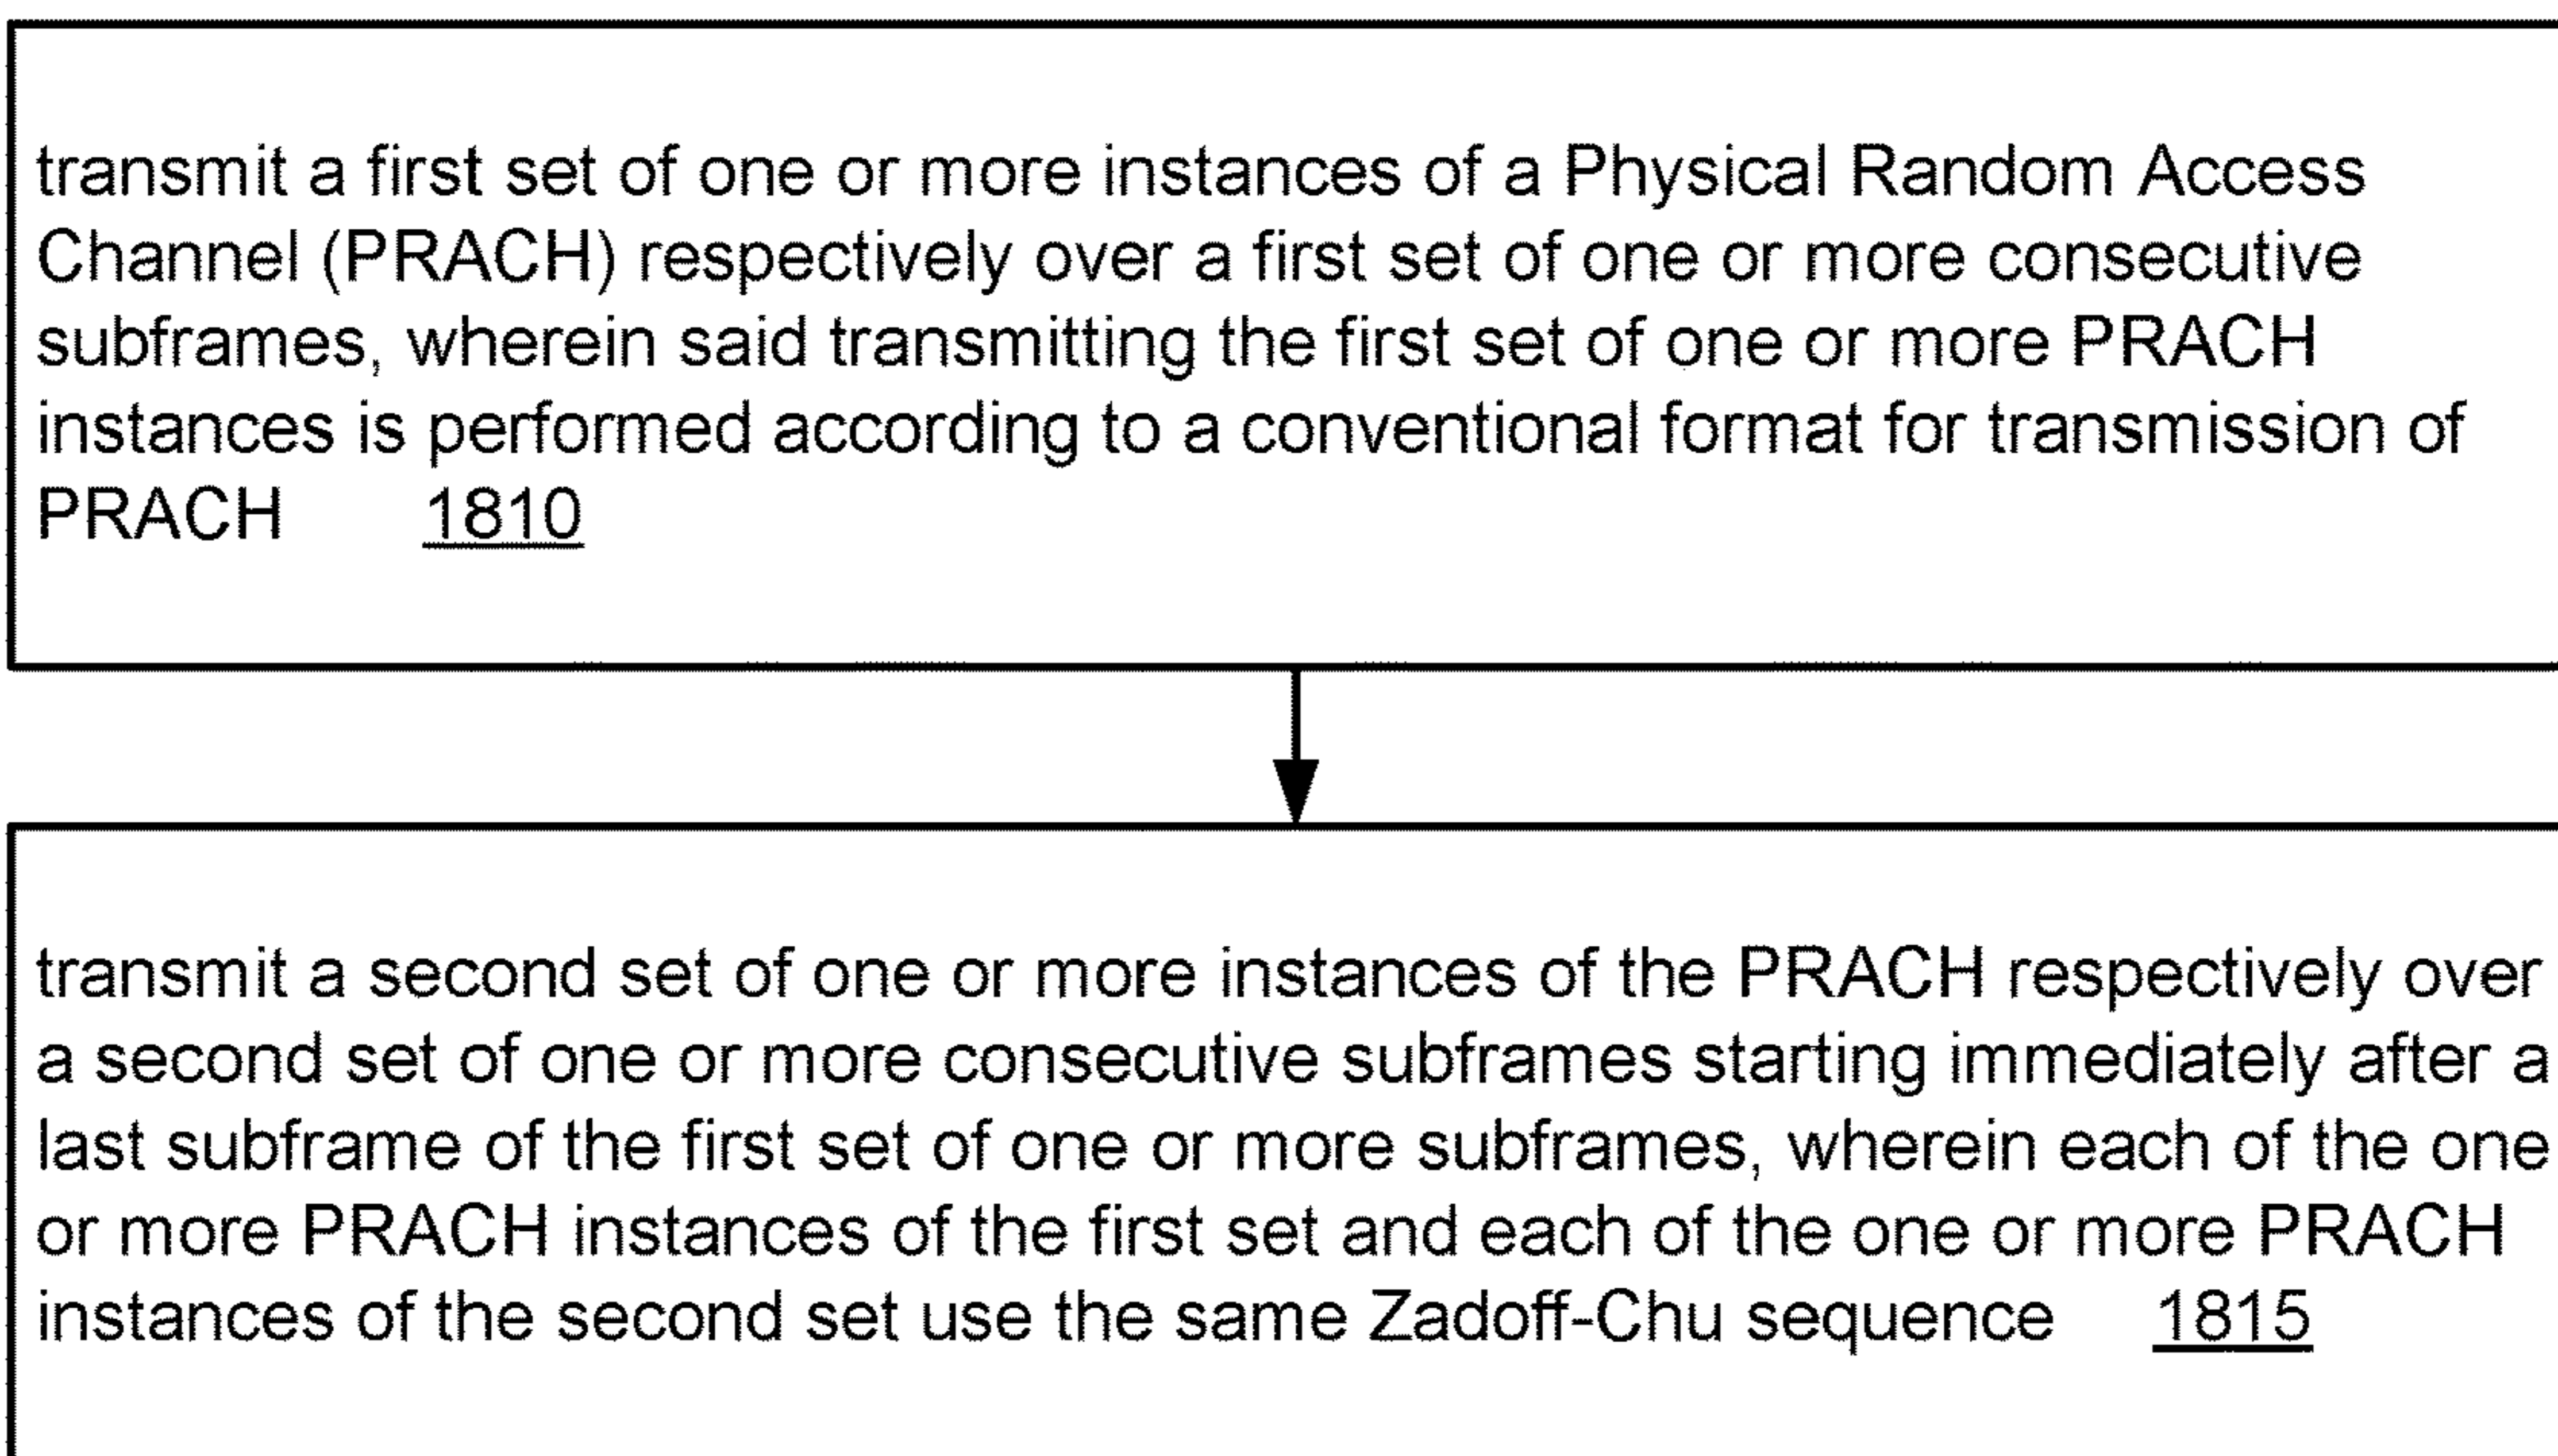 transmit a first set of one or more instances of a Physical Random Access
Channel (PRACH) respectively over a first set of one or more consecutive
subframes, wherein said transmitting the first set of one or more PRACH
instances is performed according to a conventional format for transmission of
PRACH 1810
transmit a second set of one or more instances of the PRACH respectively over
a second set of one or more consecutive subframes starting immediately after a
last subframe of the first set of one or more subframes, wherein each of the one
or more PRACH instances of the first set and each of the one or more PRACH
instances of the second set use the same Zadoff-Chu sequence 1815